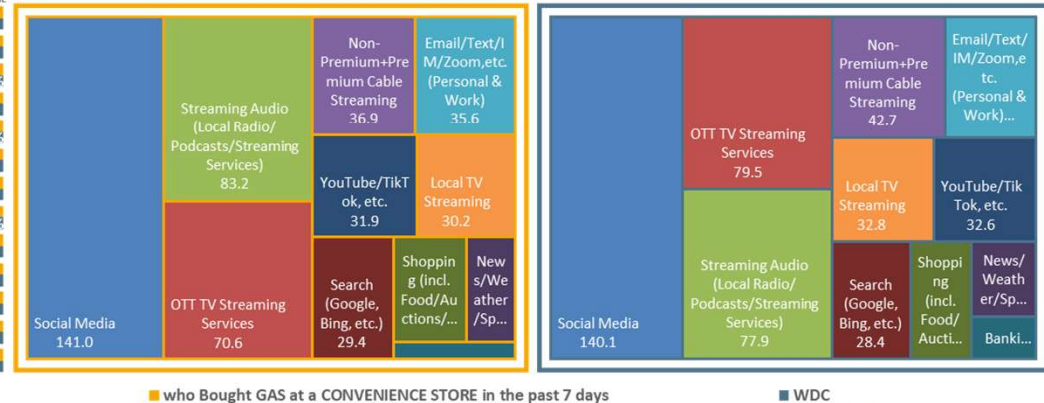 Non-
Premium+Pre
mium Cable
Streaming
36.9
Email/Text/I
M/Zoom,etc.
(Personal &
Work)
35.6
Streaming Audio
(Local Radio/
Podcasts/Streaming
Services)
83.2
YouTube/TikT
ok, etc.
31.9
Local TV
Streaming
30.2
Social Media
141.0
OTT TV Streaming
Services
70.6
Search
(Google,
Bing, etc.)
29.4
Shoppin
g (incl.
Food/Au
ctions/...
New
s/We
ather
/Sp...
Non-
Premium+Pre
mium Cable
Streaming
42.7
Email/Text/
IM/Zoom,e
tc.
(Personal &
Work)...
OTT TV Streaming
Services
79.5
Local TV
Streaming
32.8
YouTube/Tik
Tok, etc.
32.6
Social Media
140.1
Streaming Audio
(Local Radio/
Podcasts/Streaming
Services)
77.9
Search
(Google,
Bing, etc.)
28.4
Shoppi
ng
(incl.
Food/
Aucti...
News/
Weath
er/Sp...
Banki...
who Bought GAS at a CONVENIENCE STORE in the past 7 days
WDC